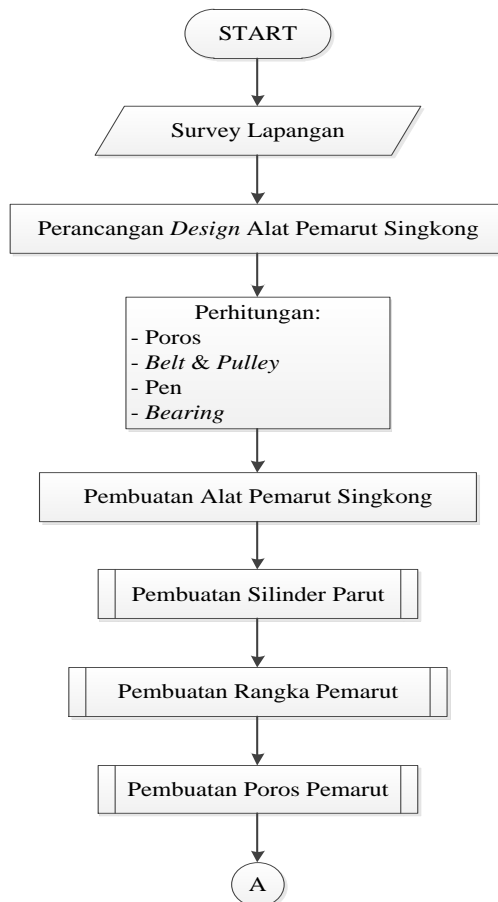 START
Survey Lapangan
Perancangan Design Alat Pemarut Singkong
Perhitungan:
- Poros
- Belt & Pulley
- Pen
- Bearing
Pembuatan Alat Pemarut Singkong
Pembuatan Silinder Parut
Pembuatan Rangka Pemarut
Pembuatan Poros Pemarut
A